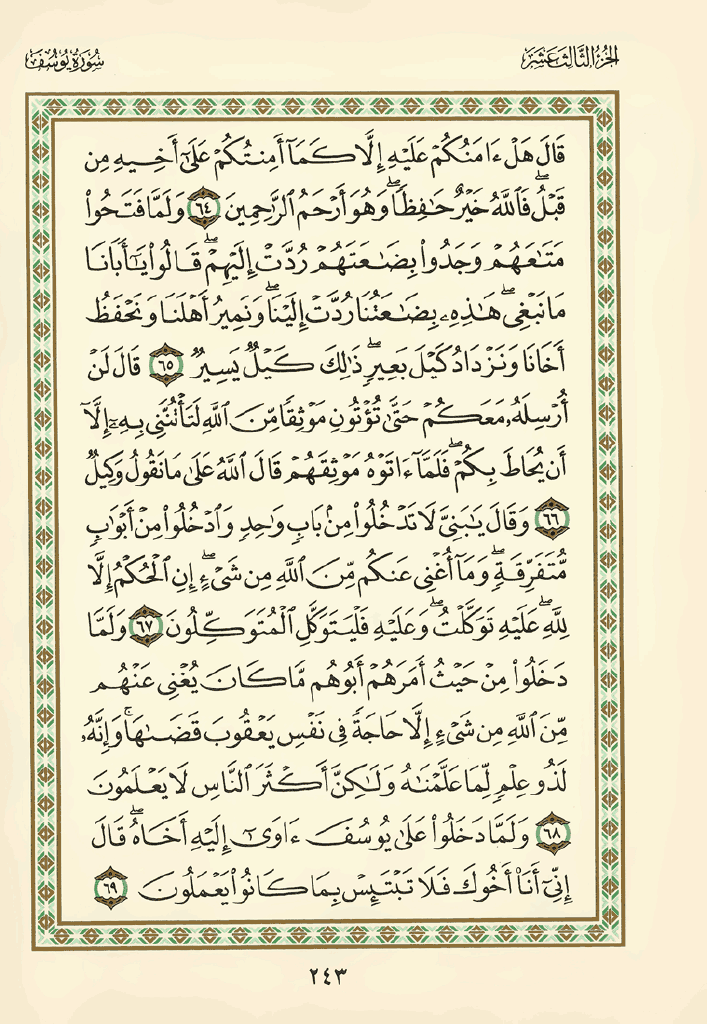 الجزء الثالث عشر
سورة يوسف
قَالَ هَلْ ءَامَنُكُمْ عَلَيْهِ إِلَّا كَمَآ أَمِنتُكُمْ عَلَىٰٓ أَخِيهِ مِن
قَبْلُ ۖ فَٱللَّهُ خَيْرٌ حَـٰفِظًا ۖ وَهُوَ أَرْحَمُ ٱلرَّٰحِمِينَ ٦٤ وَلَمَّا فَتَحُوا۟
مَتَـٰعَهُمْ وَجَدُوا۟ بِضَـٰعَتَهُمْ رُدَّتْ إِلَيْهِمْ ۖ قَالُوا۟ يَـٰٓأَبَانَا
مَا نَبْغِى ۖ هَـٰذِهِۦ بِضَـٰعَتُنَا رُدَّتْ إِلَيْنَا ۖ وَنَمِيرُ أَهْلَنَا وَنَحْفَظُ
أَخَانَا وَنَزْدَادُ كَيْلَ بَعِيرٍ ۖ ذَٰلِكَ كَيْلٌ يَسِيرٌ ٦٥ قَالَ لَنْ
أُرْسِلَهُۥ مَعَكُمْ حَتَّىٰ تُؤْتُونِ مَوْثِقًا مِّنَ ٱللَّهِ لَتَأْتُنَّنِى بِهِۦٓ إِلَّآ
أَن يُحَاطَ بِكُمْ ۖ فَلَمَّآ ءَاتَوْهُ مَوْثِقَهُمْ قَالَ ٱللَّهُ عَلَىٰ مَا نَقُولُ وَكِيلٌ
٦٦ وَقَالَ يَـٰبَنِىَّ لَا تَدْخُلُوا۟ مِنۢ بَابٍ وَٰحِدٍ وَٱدْخُلُوا۟ مِنْ أَبْوَٰبٍ
مُّتَفَرِّقَةٍ ۖ وَمَآ أُغْنِى عَنكُم مِّنَ ٱللَّهِ مِن شَىْءٍ ۖ إِنِ ٱلْحُكْمُ إِلَّا
لِلَّهِ ۖ عَلَيْهِ تَوَكَّلْتُ ۖ وَعَلَيْهِ فَلْيَتَوَكَّلِ ٱلْمُتَوَكِّلُونَ ٦٧ وَلَمَّا
دَخَلُوا۟ مِنْ حَيْثُ أَمَرَهُمْ أَبُوهُم مَّا كَانَ يُغْنِى عَنْهُم
مِّنَ ٱللَّهِ مِن شَىْءٍ إِلَّا حَاجَةً فِى نَفْسِ يَعْقُوبَ قَضَىٰهَا ۚ وَإِنَّهُۥ
لَذُو عِلْمٍ لِّمَا عَلَّمْنَـٰهُ وَلَـٰكِنَّ أَكْثَرَ ٱلنَّاسِ لَا يَعْلَمُونَ
٦٨ وَلَمَّا دَخَلُوا۟ عَلَىٰ يُوسُفَ ءَاوَىٰٓ إِلَيْهِ أَخَاهُ ۖ قَالَ
إِنِّىٓ أَنَا۠ أَخُوكَ فَلَا تَبْتَئِسْ بِمَا كَانُوا۟ يَعْمَلُونَ ٦٩
٢٤٣